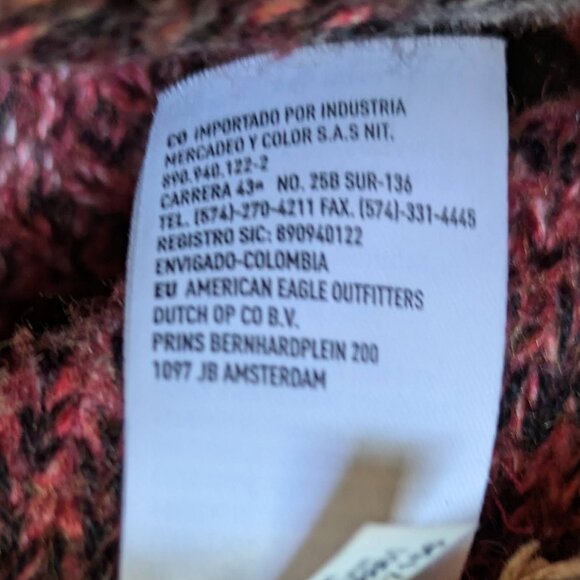 CO IMPORTADO POR INDUSTRIA
MERCADEO Y COLOR S.A.S NIT.
890.940.122-2
CARRERA 43ª NO. 25B SUR-136
TEL. (574)-270-4211 FAX. (574)-331-4445
REGISTRO SIC: 890940122
ENVIGADO-COLOMBIA
EU AMERICAN EAGLE OUTFITTERS
DUTCH OP CO B.V.
PRINS BERNHARDPLEIN 200
1097 JB AMSTERDAM